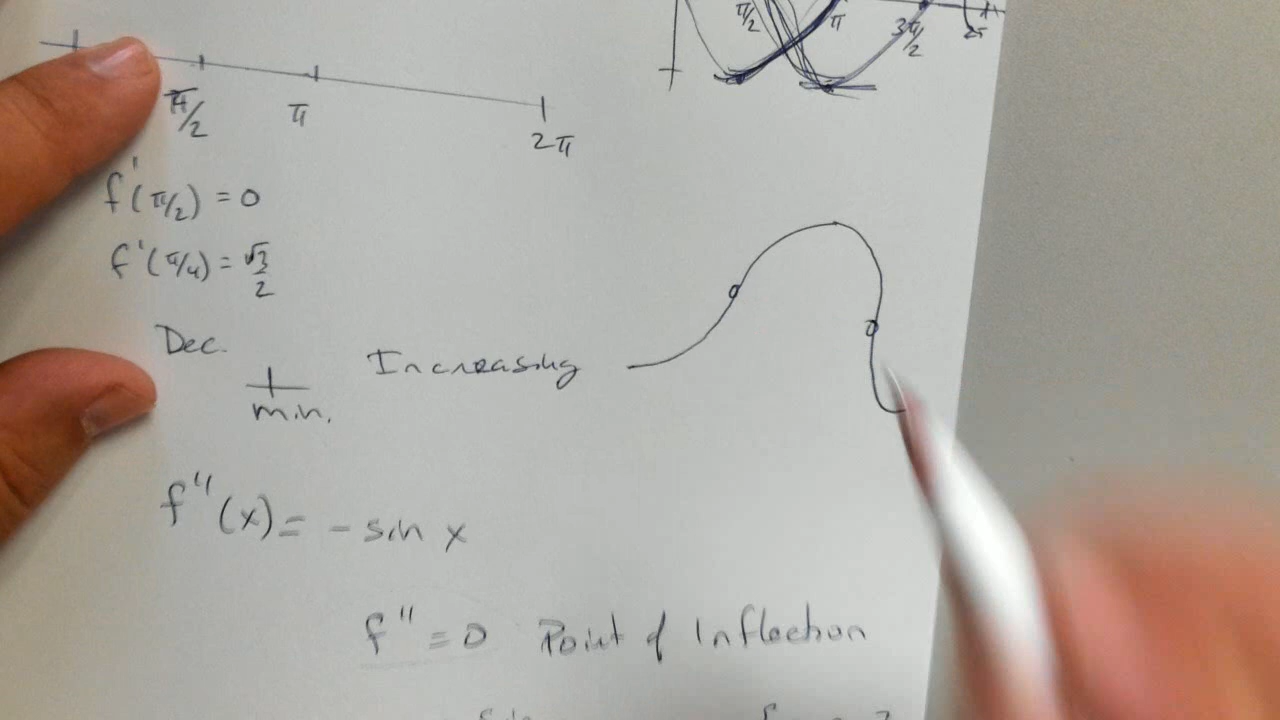 π/2 π 3π/2 2π
π/2 π 2π
f'(π/2) = 0
f'(π/4) = √3/2
Dec.
min.
Increasing
f''(x) = - sin x
f'' = 0 Point of Inflection